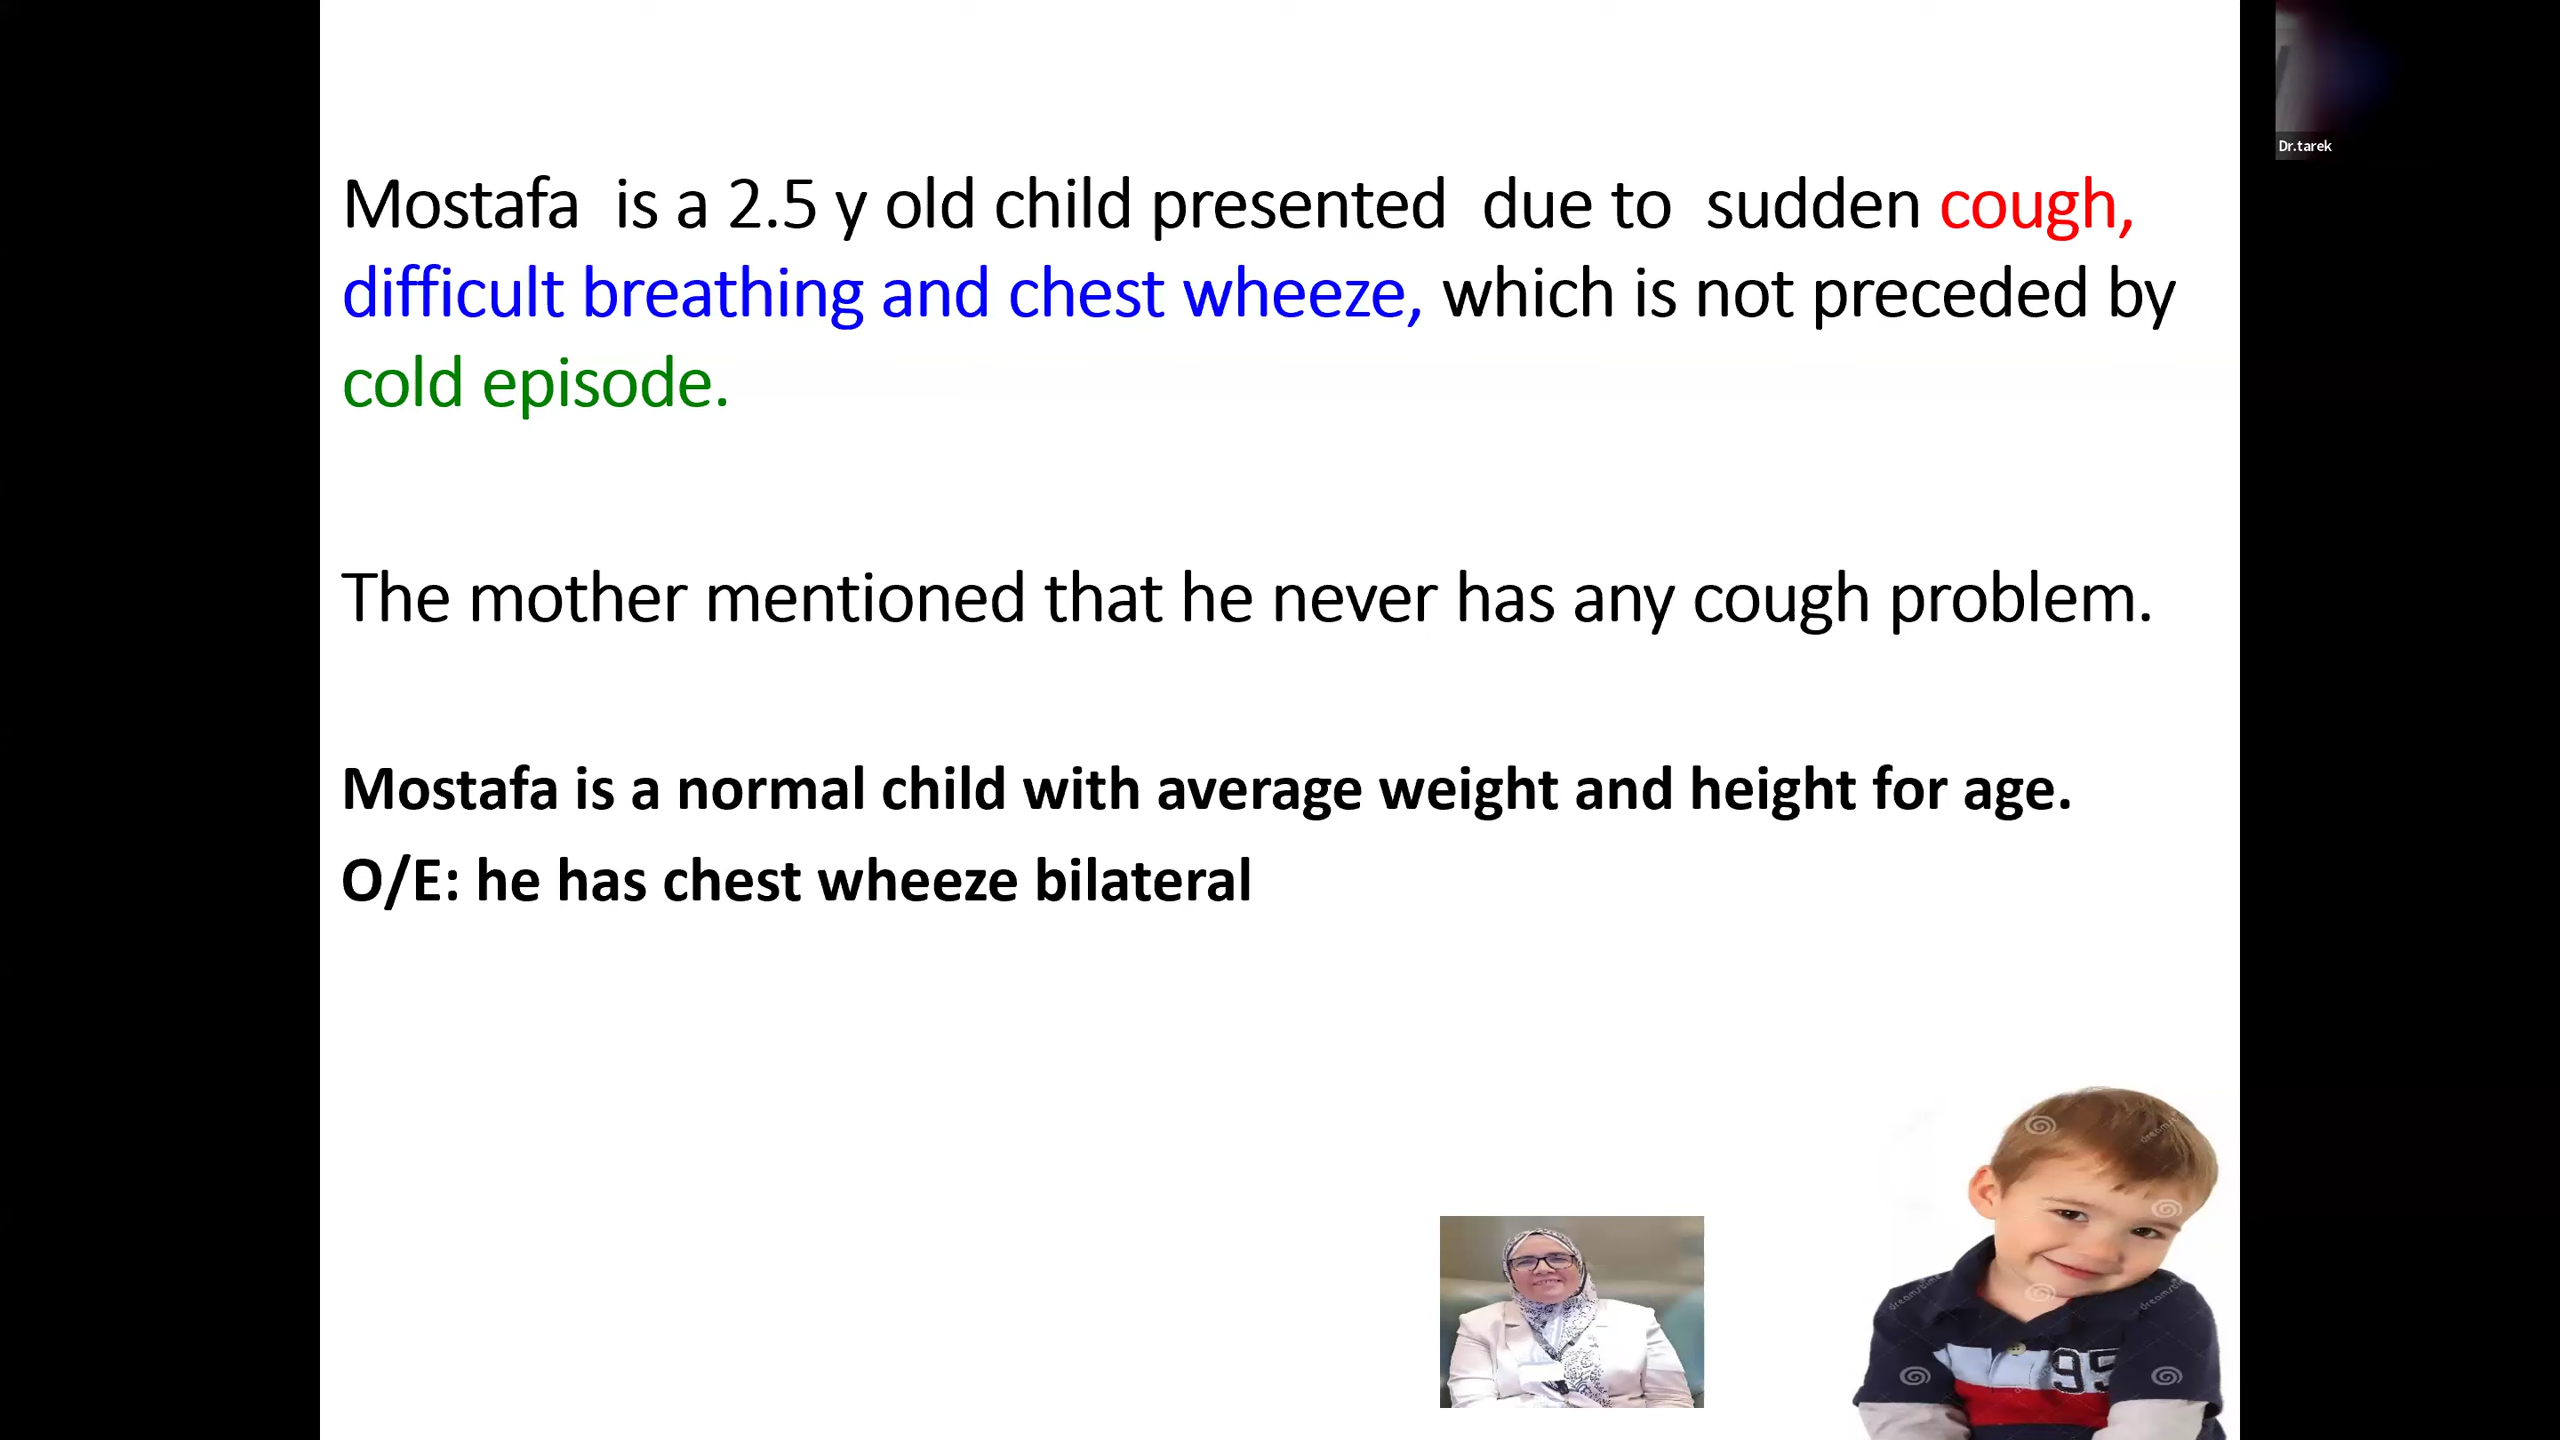 Mostafa is a 2.5 y old child presented due to sudden cough,
difficult breathing and chest wheeze, which is not preceded by
cold episode.
The mother mentioned that he never has any cough problem.
Mostafa is a normal child with average weight and height for age.
O/E: he has chest wheeze bilateral
Dr.tarek
95